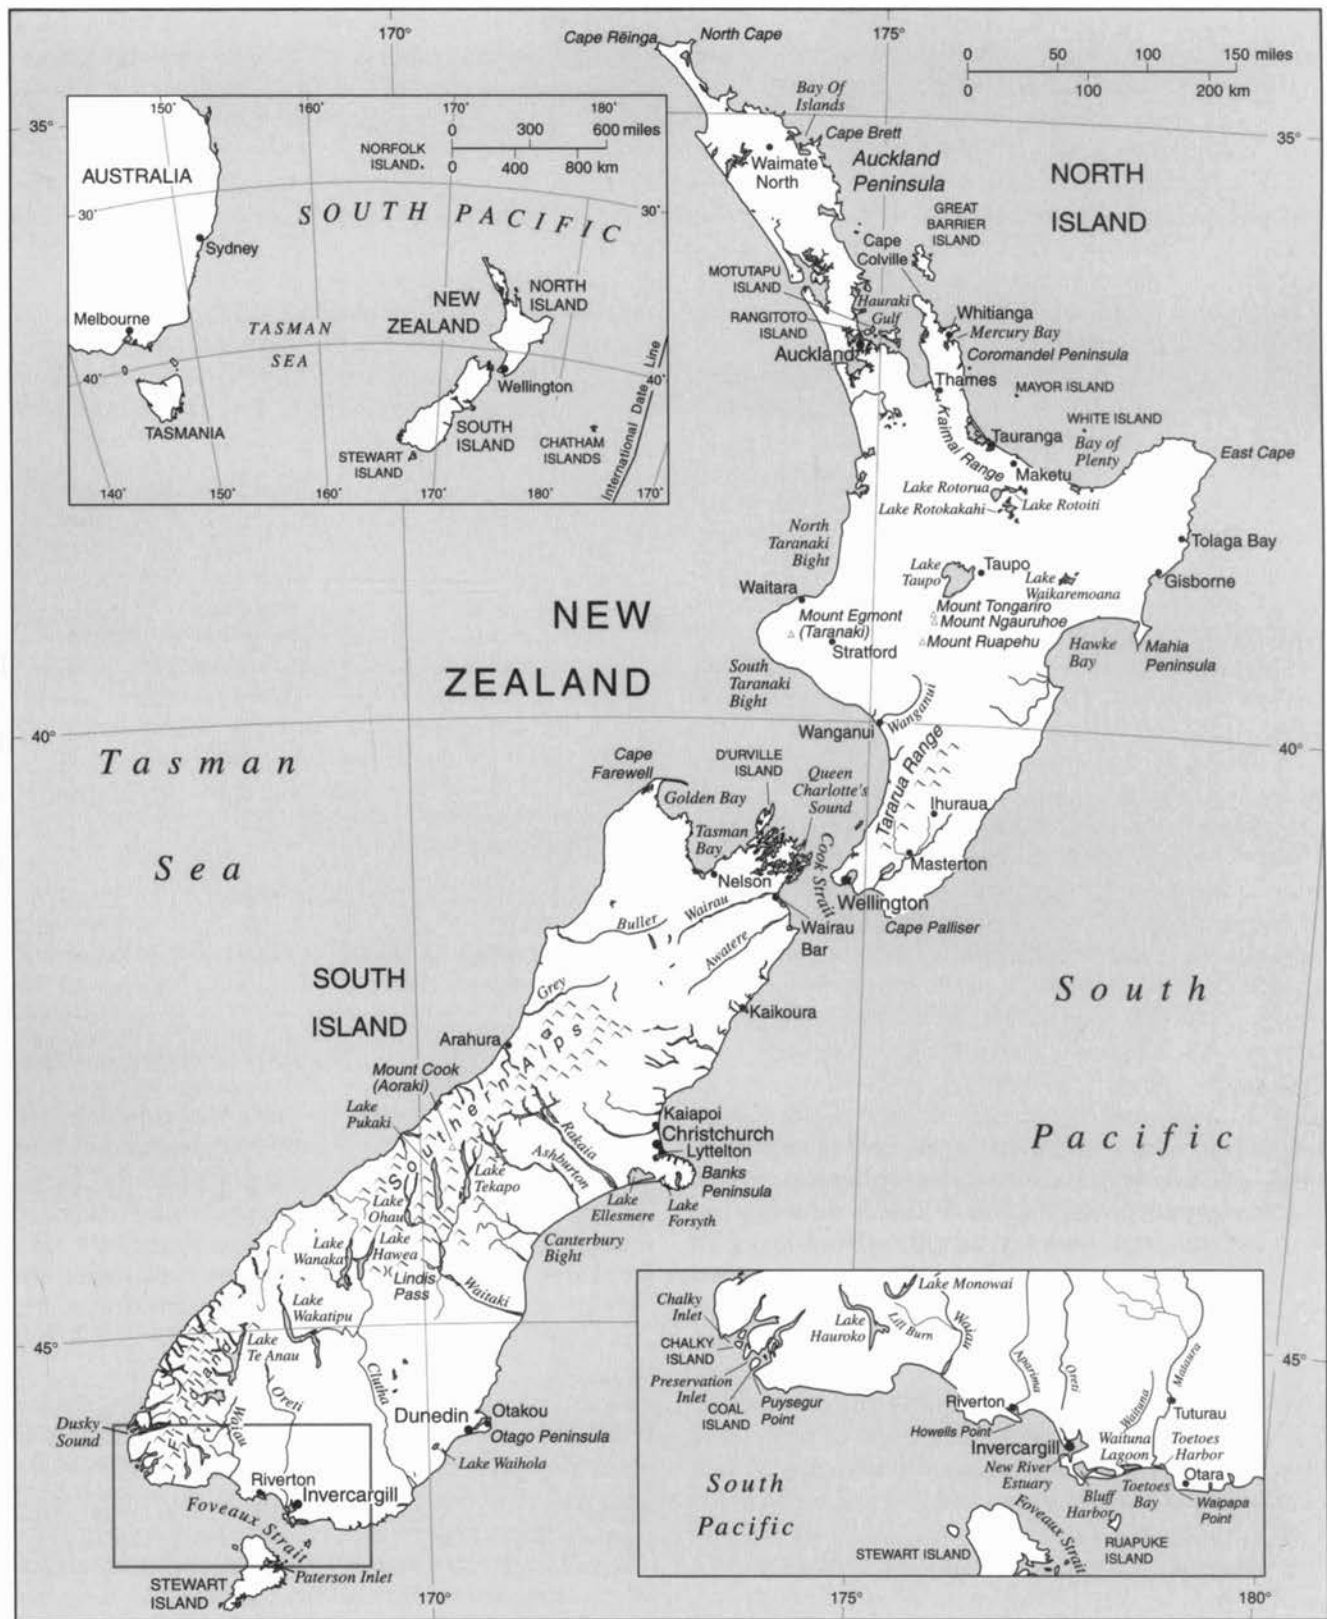 170°
Cape Rēinga
North Cape
175°
0 50 100 150 miles
0 100 200 km
35°
35°
150°
160°
170°
180°
0 300 600 miles
0 400 800 km
NORFOLK
ISLAND
AUSTRALIA
30°
30°
SOUTH PACIFIC
Sydney
NORTH
ISLAND
NEW
ZEALAND
Melbourne
TASMAN
SEA
40°
40°
Wellington
TASMANIA
SOUTH
ISLAND
STEWART
ISLAND
CHATHAM
ISLANDS
International Date Line
140°
150°
160°
170°
180°
170°
Bay Of
Islands
Cape Brett
Waimate
North
Auckland
Peninsula
NORTH
ISLAND
GREAT
BARRIER
ISLAND
Cape
Colville
MOTUTAPU
ISLAND
Hauraki
Gulf
RANGITOTO
ISLAND
Whitianga
Mercury Bay
Auckland
Coromandel Peninsula
Thames
MAYOR ISLAND
Kaimai Range
WHITE ISLAND
Tauranga
Bay of
Plenty
East Cape
Maketu
Lake Rotorua
Lake Rotoiti
Lake Rotokakahi
North
Taranaki
Bight
Tolaga Bay
Lake
Taupo
Taupo
Lake
Waikaremoana
Gisborne
Waitara
Mount Tongariro
Mount Egmont
(Taranaki)
Mount Ngauruhoe
Stratford
Mount Ruapehu
Hawke
Bay
Mahia
Peninsula
South
Taranaki
Bight
NEW
ZEALAND
Wanganui
Wanganui
40°
40°
Tasman
Sea
Cape
Farewell
D'URVILLE
ISLAND
Queen
Charlotte's
Sound
Golden Bay
Tararua Range
Ihuraua
Tasman
Bay
Cook Strait
Masterton
Nelson
Wellington
Buller
Wairau
Wairau
Bar
Cape Palliser
Awatere
SOUTH
ISLAND
South
Pacific
Grey
Kaikoura
Arahura
Southern Alps
Mount Cook
(Aoraki)
Lake
Pukaki
Kaiapoi
Christchurch
Lyttelton
Rakaia
Ashburton
Banks
Peninsula
Lake
Tekapo
Lake
Ellesmere
Lake
Forsyth
Lake
Ohau
Lake
Wanaka
Lake
Hawea
Canterbury
Bight
Lindis
Pass
Waitaki
Lake
Wakatipu
45°
45°
Lake
Te Anau
Fiordland
Oreti
Clutha
Waiau
Dusky
Sound
Dunedin
Otakou
Otago Peninsula
Lake Waihola
Riverton
Invercargill
Foveaux Strait
Paterson Inlet
STEWART
ISLAND
170°
175°
180°
Chalky
Inlet
Lake Monowai
CHALKY
ISLAND
Lake
Hauroko
Lill Burn
Waiau
Aparima
Oreti
Mataura
Waituna
Preservation
Inlet
COAL
ISLAND
Puysegur
Point
Riverton
Howells Point
Tuturau
Invercargill
Waituna
Lagoon
Toetoes
Harbor
New River
Estuary
Otara
Bluff
Harbor
Toetoes
Bay
Waipapa
Point
South
Pacific
Foveaux Strait
STEWART ISLAND
RUAPUKE
ISLAND